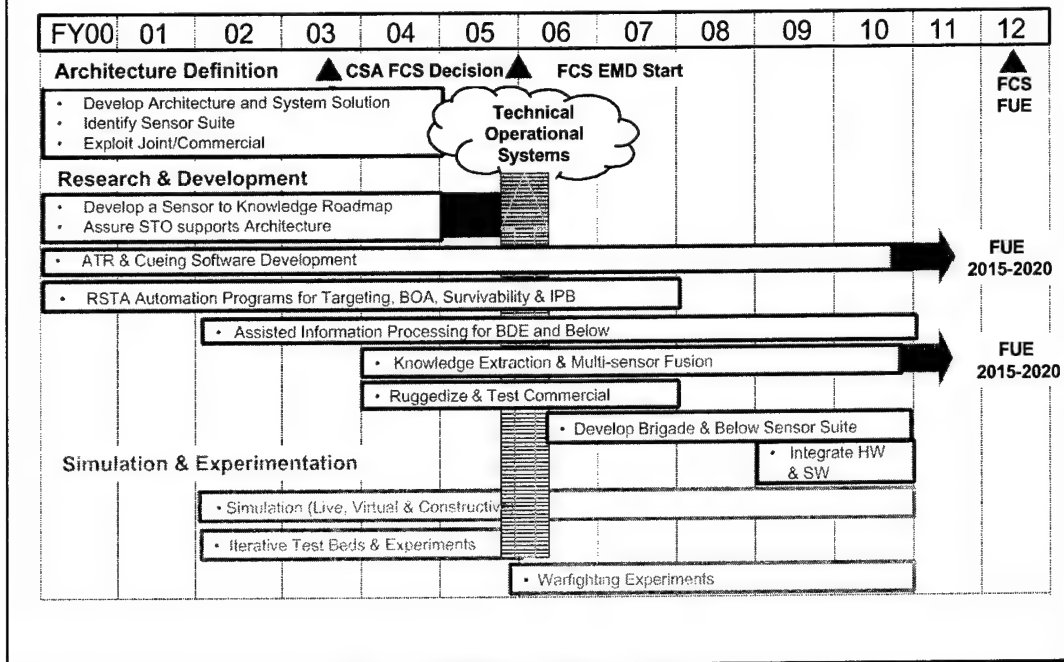 FY00 01 02 03 04 05 06 07 08 09 10 11 12
Architecture Definition
CSA FCS Decision
FCS EMD Start
FCS
FUE
• Develop Architecture and System Solution
• Identify Sensor Suite
• Exploit Joint/Commercial
Technical
Operational
Systems
Research & Development
• Develop a Sensor to Knowledge Roadmap
• Assure STO supports Architecture
• ATR & Cueing Software Development
FUE
2015-2020
• RSTA Automation Programs for Targeting, BOA, Survivability & IPB
• Assisted Information Processing for BDE and Below
• Knowledge Extraction & Multi-sensor Fusion
FUE
2015-2020
• Ruggedize & Test Commercial
• Develop Brigade & Below Sensor Suite
• Integrate HW
& SW
Simulation & Experimentation
• Simulation (Live, Virtual & Constructiv
• Iterative Test Beds & Experiments
• Warfighting Experiments